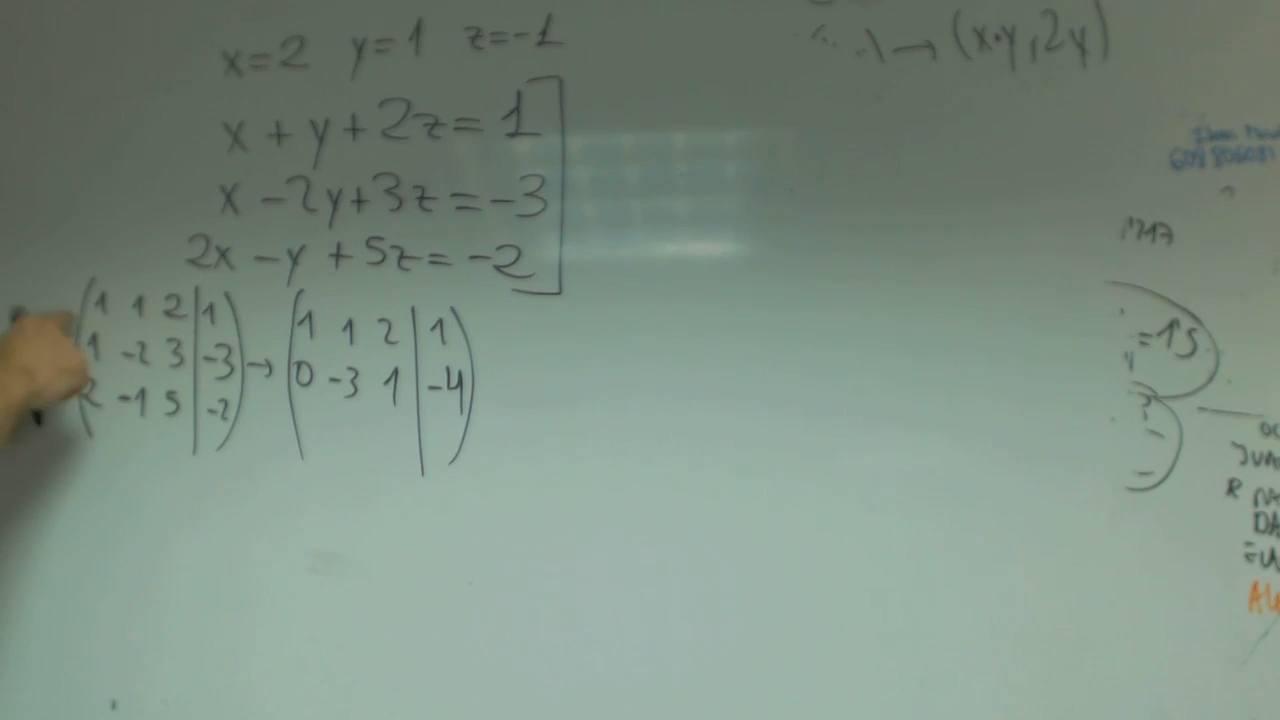 x=2 y=1 z=-1
x+y+2z=1
x-2y+3z=-3
2x-y+5z=-2
(1 1 2 | 1) → (1 1 2 | 1)
(1 -2 3 | -3) (0 -3 1 | -4)
(2 -1 5 | -2)
→ (x·y, 2y)
=15